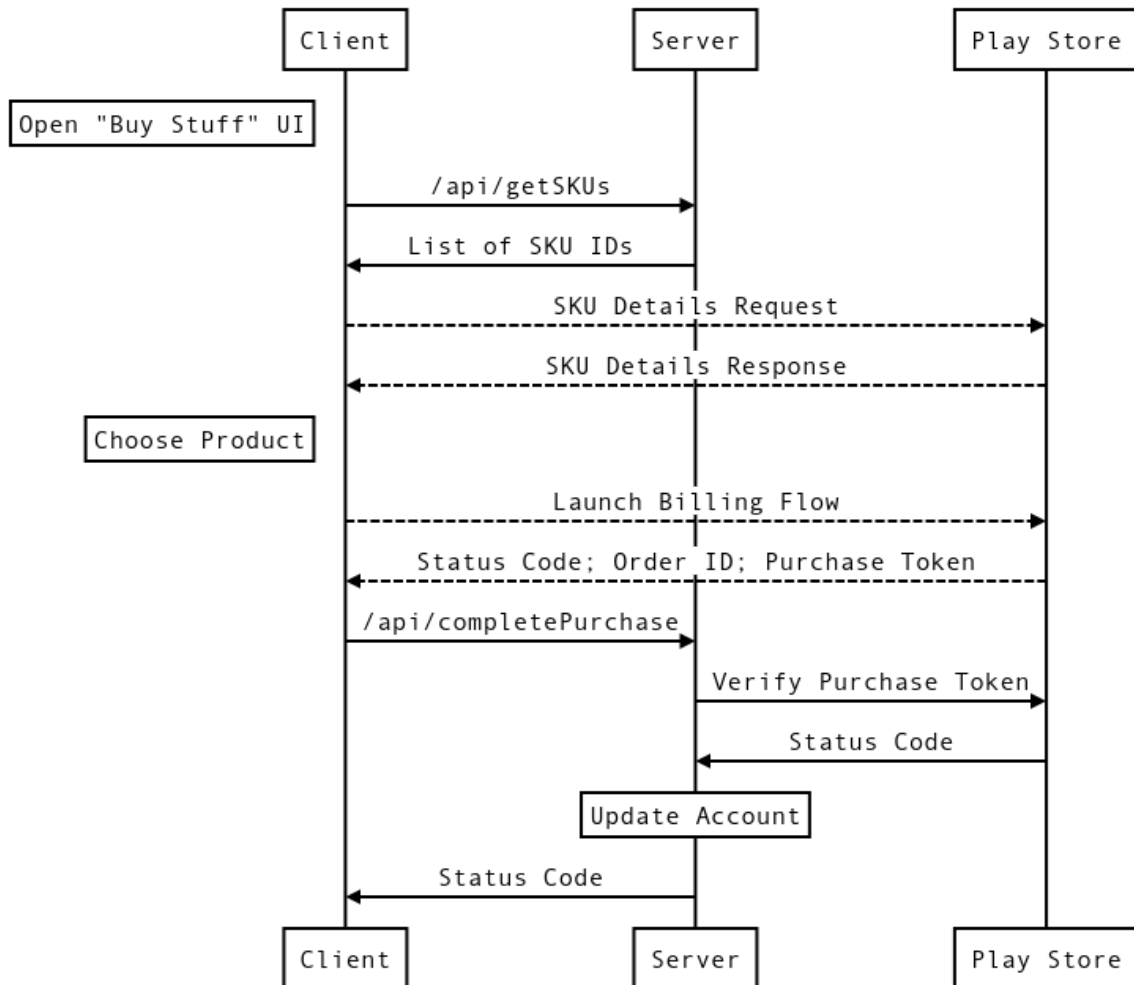 Client
Server
Play Store
Open "Buy Stuff" UI
/api/getSKUs
List of SKU IDs
SKU Details Request
SKU Details Response
Choose Product
Launch Billing Flow
Status Code; Order ID; Purchase Token
/api/completePurchase
Verify Purchase Token
Status Code
Update Account
Status Code
Client
Server
Play Store